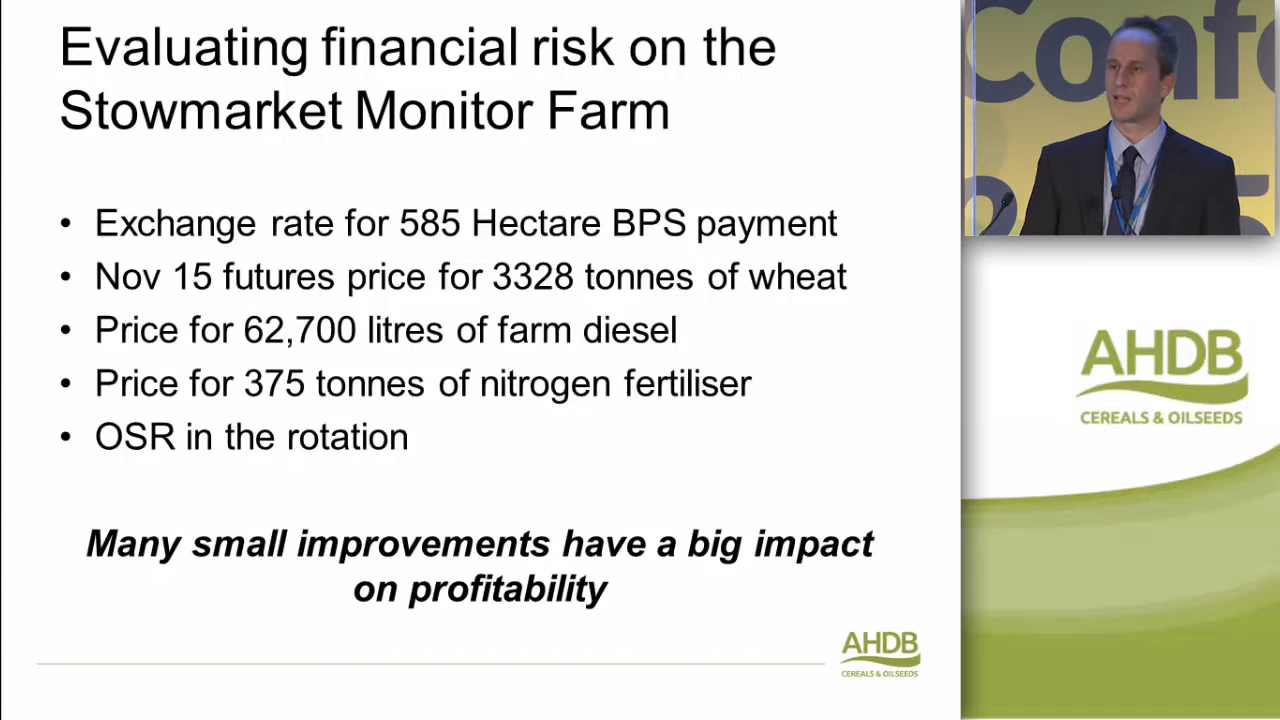 Evaluating financial risk on the
Stowmarket Monitor Farm
• Exchange rate for 585 Hectare BPS payment
• Nov 15 futures price for 3328 tonnes of wheat
• Price for 62,700 litres of farm diesel
• Price for 375 tonnes of nitrogen fertiliser
• OSR in the rotation
Many small improvements have a big impact
on profitability
AHDB
CEREALS & OILSEEDS
Confe
AHDB
CEREALS & OILSEEDS